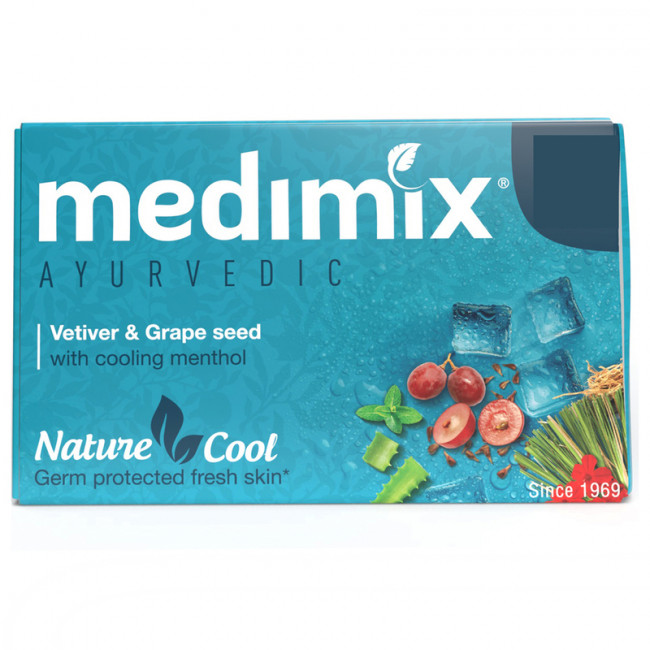 medimix®
AYURVEDIC
Vetiver & Grape seed
with cooling menthol
Nature Cool
Germ protected fresh skin*
Since 1969